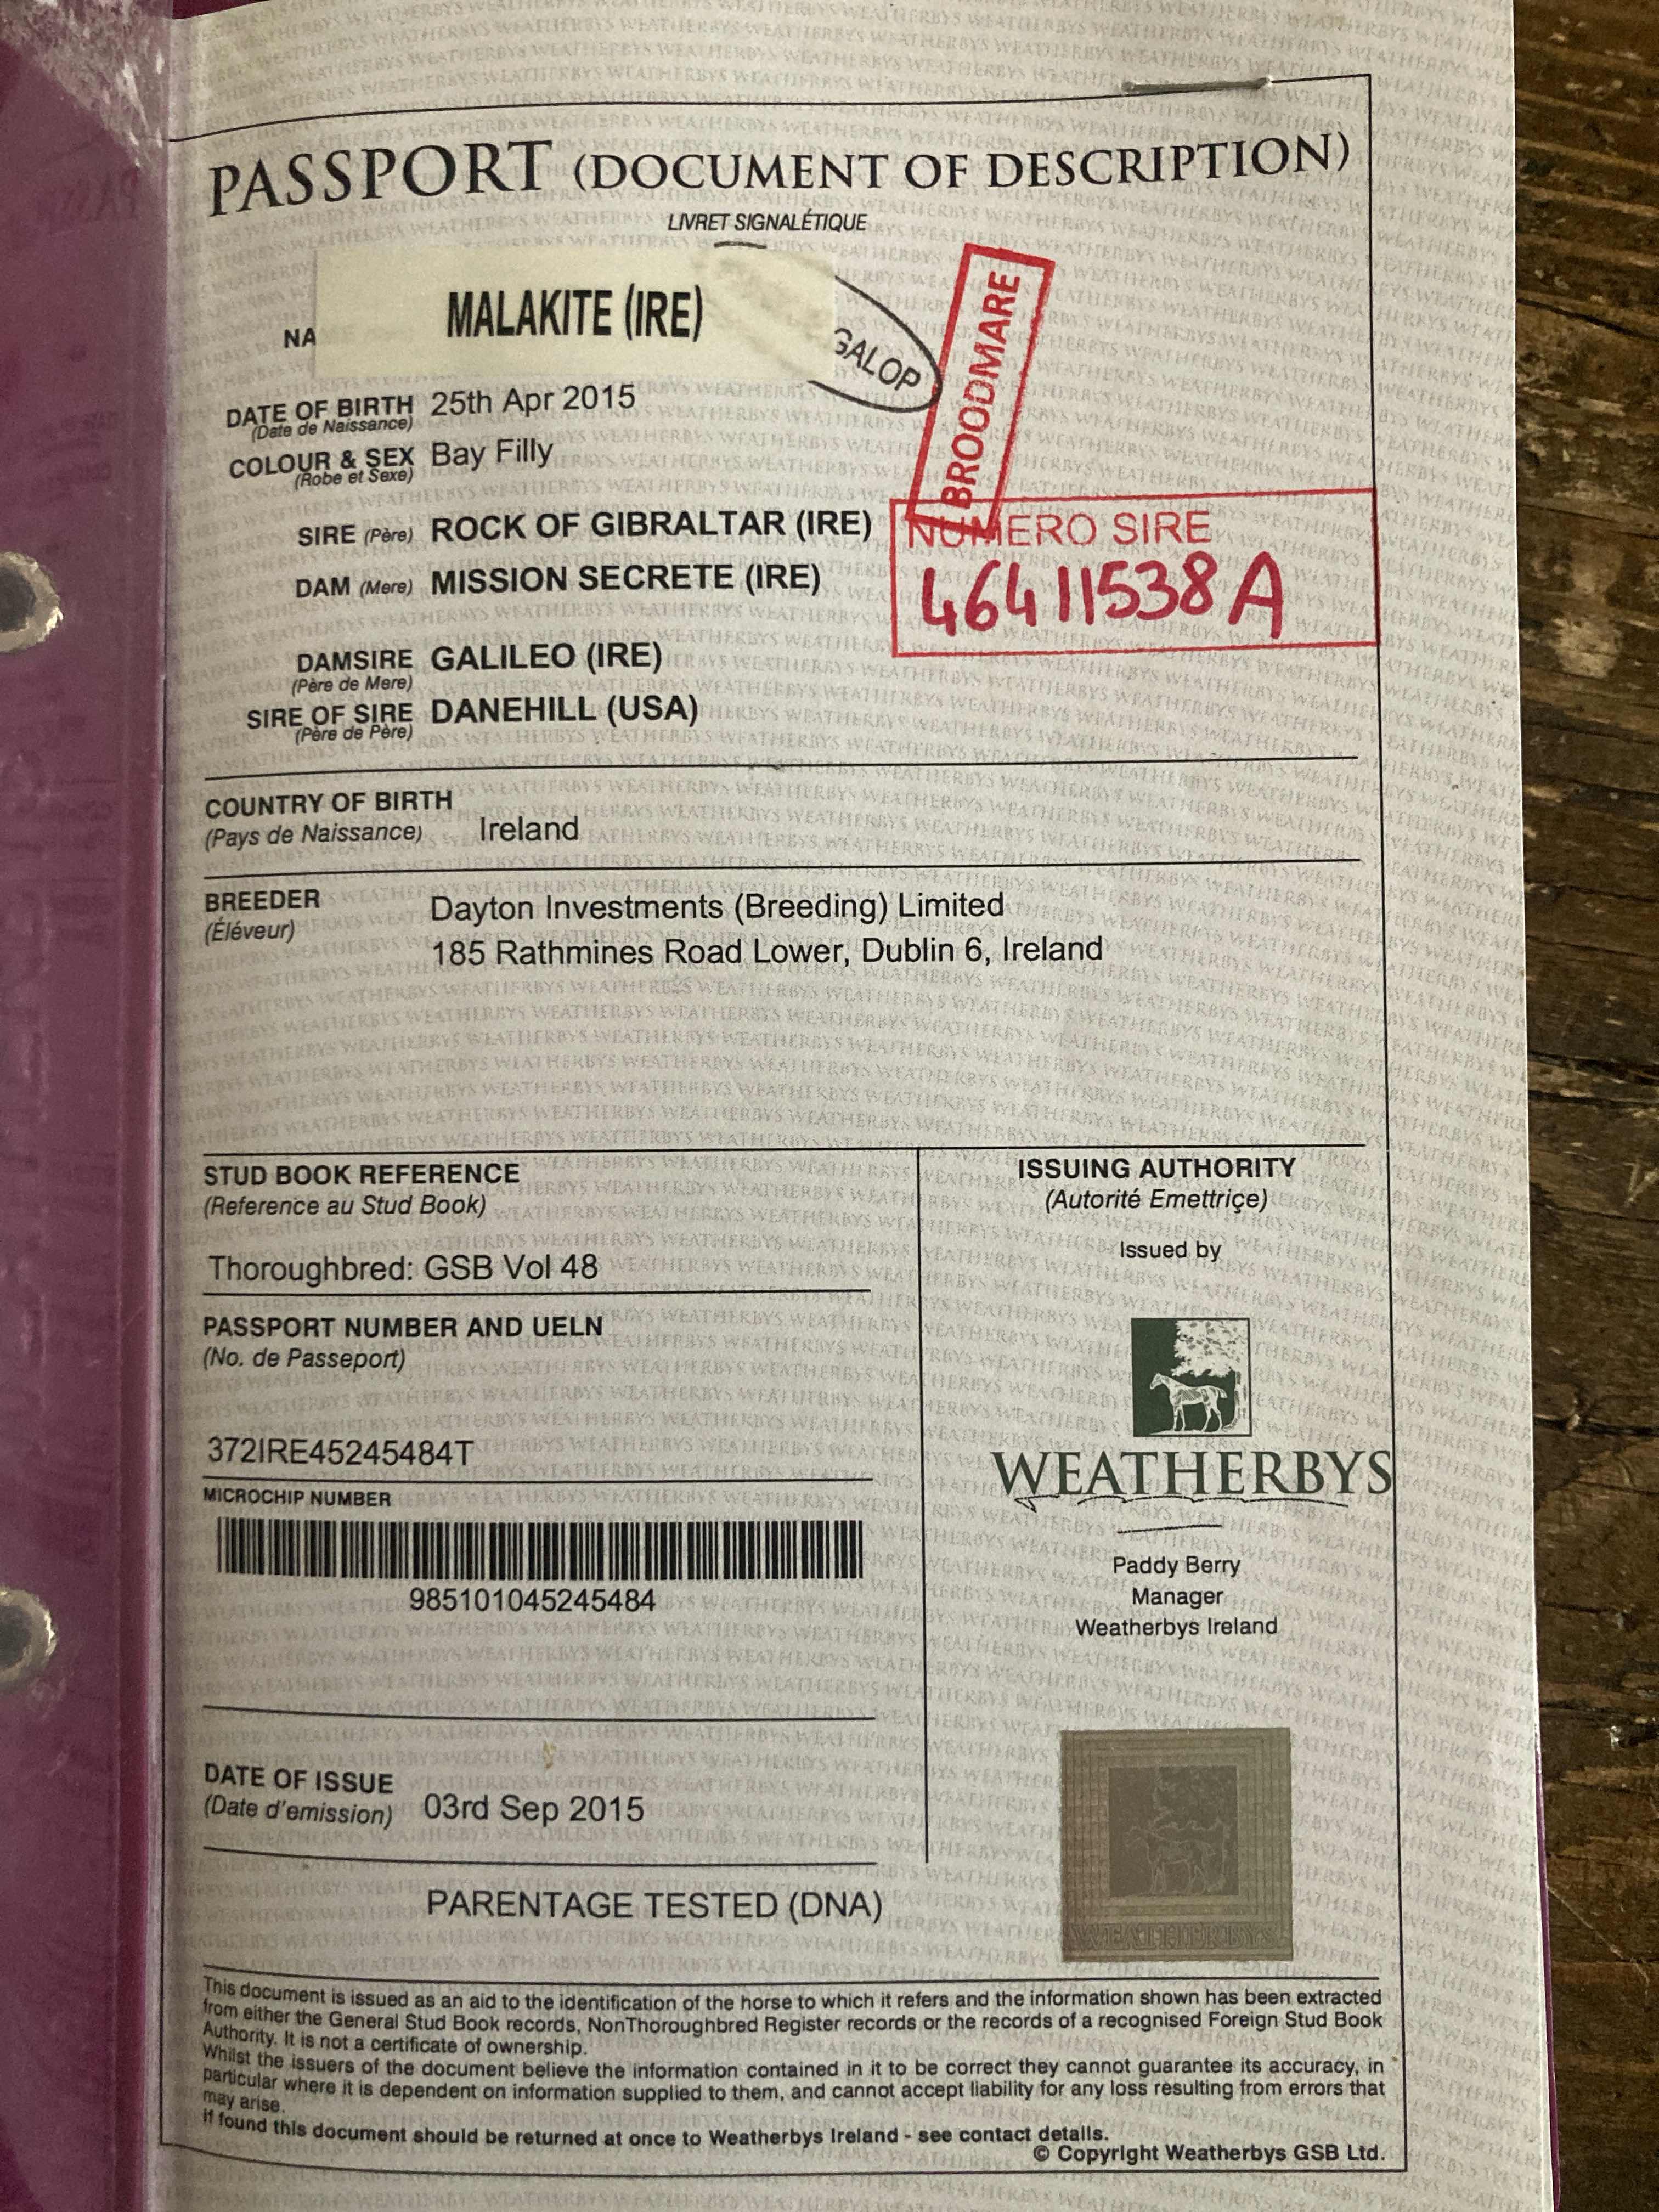 PASSPORT (DOCUMENT OF DESCRIPTION)
LIVRET SIGNALÉTIQUE
NA MALAKITE (IRE)
GALOP
BROODMARE
DATE OF BIRTH 25th Apr 2015
(Date de Naissance)
COLOUR & SEX Bay Filly
(Robe et Sexe)
SIRE (Père) ROCK OF GIBRALTAR (IRE)
NUMERO SIRE
46411538A
DAM (Mere) MISSION SECRETE (IRE)
DAMSIRE GALILEO (IRE)
(Père de Mere)
SIRE OF SIRE DANEHILL (USA)
(Père de Père)
COUNTRY OF BIRTH
(Pays de Naissance) Ireland
BREEDER
(Éléveur)
Dayton Investments (Breeding) Limited
185 Rathmines Road Lower, Dublin 6, Ireland
STUD BOOK REFERENCE
(Reference au Stud Book)
Thoroughbred: GSB Vol 48
PASSPORT NUMBER AND UELN
(No. de Passeport)
372IRE45245484T
MICROCHIP NUMBER
985101045245484
DATE OF ISSUE
(Date d'emission) 03rd Sep 2015
ISSUING AUTHORITY
(Autorité Emettriçe)
Issued by
WEATHERBYS
Paddy Berry
Manager
Weatherbys Ireland
WEATHERBYS
PARENTAGE TESTED (DNA)
This document is issued as an aid to the identification of the horse to which it refers and the information shown has been extracted
from either the General Stud Book records, NonThoroughbred Register records or the records of a recognised Foreign Stud Book
Authority. It is not a certificate of ownership.
Whilst the issuers of the document believe the information contained in it to be correct they cannot guarantee its accuracy, in
particular where it is dependent on information supplied to them, and cannot accept liability for any loss resulting from errors that
may arise.
If found this document should be returned at once to Weatherbys Ireland - see contact details.
© Copyright Weatherbys GSB Ltd.